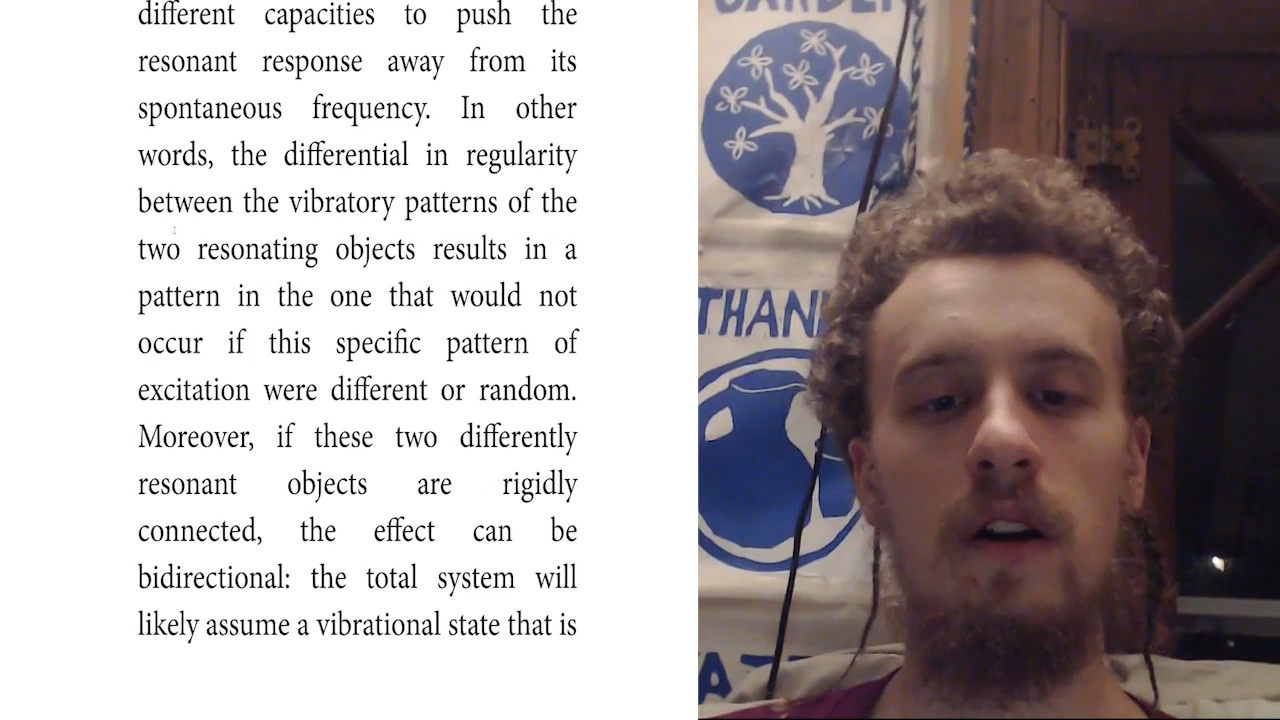 different capacities to push the
resonant response away from its
spontaneous frequency. In other
words, the differential in regularity
between the vibratory patterns of the
two resonating objects results in a
pattern in the one that would not
occur if this specific pattern of
excitation were different or random.
Moreover, if these two differently
resonant objects are rigidly
connected, the effect can be
bidirectional: the total system will
likely assume a vibrational state that is
GARDEN
THAN